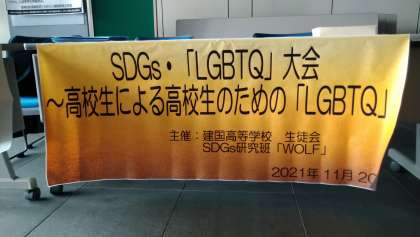 SDGs・「LGBTQ」大会
～高校生による高校生のための「LGBTQ」
主催：建国高等学校　生徒会
SDGs研究班「WOLF」
2021年 11月 20